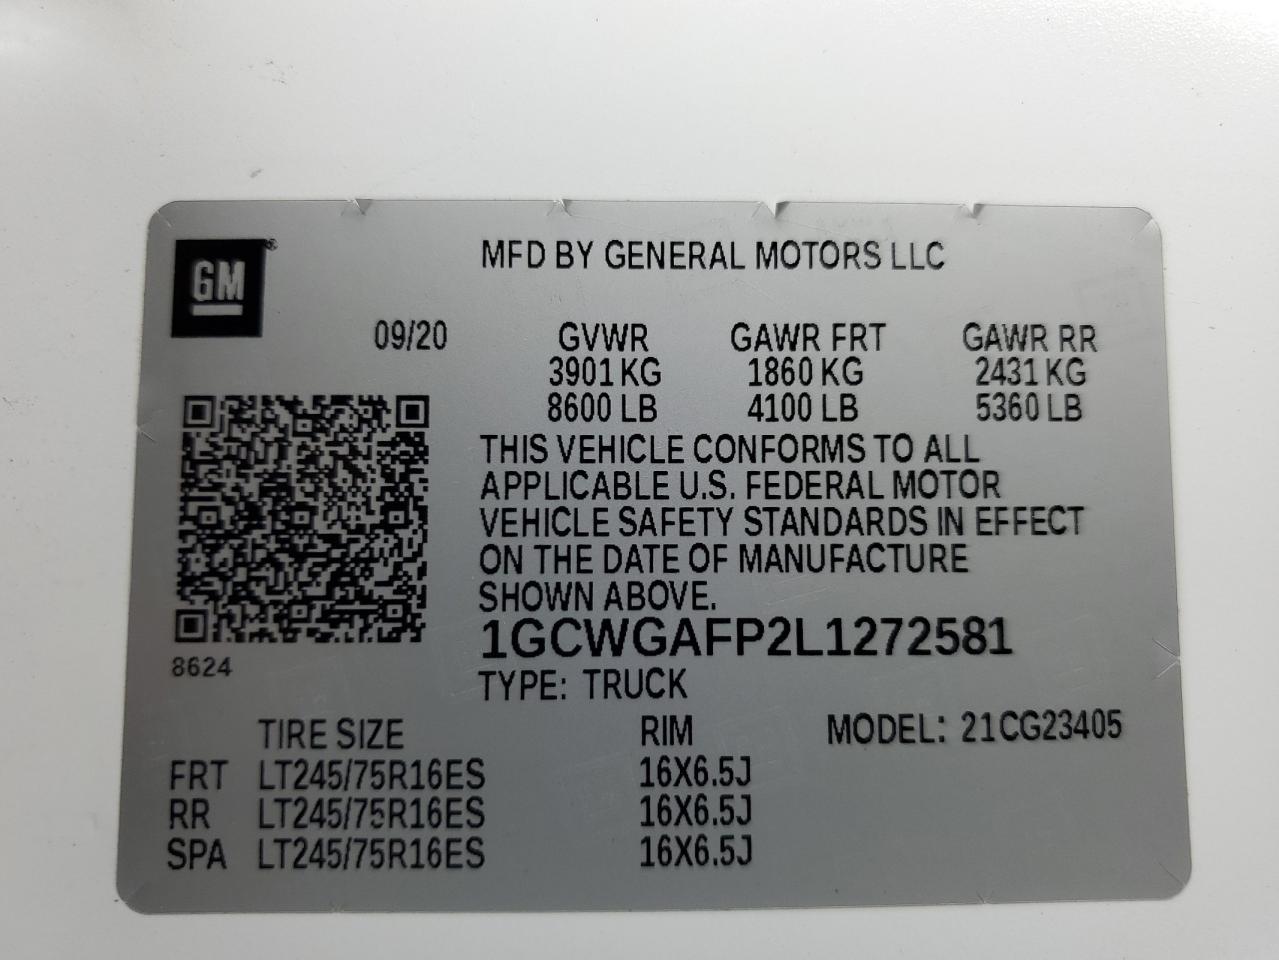 GM®
MFD BY GENERAL MOTORS LLC
09/20 GVWR GAWR FRT GAWR RR
3901 KG 1860 KG 2431 KG
8600 LB 4100 LB 5360 LB
THIS VEHICLE CONFORMS TO ALL
APPLICABLE U.S. FEDERAL MOTOR
VEHICLE SAFETY STANDARDS IN EFFECT
ON THE DATE OF MANUFACTURE
SHOWN ABOVE.
1GCWGAFP2L1272581
8624
TYPE: TRUCK
TIRE SIZE RIM MODEL: 21CG23405
FRT LT245/75R16ES 16X6.5J
RR LT245/75R16ES 16X6.5J
SPA LT245/75R16ES 16X6.5J